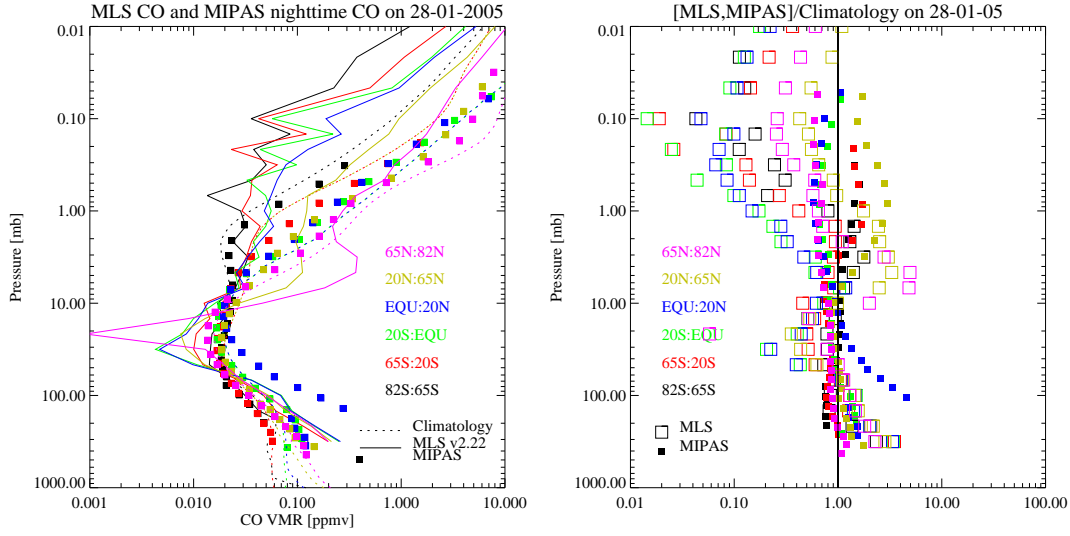 MLS CO and MIPAS nighttime CO on 28-01-2005
0.01
0.10
1.00
10.00
100.00
1000.00
Pressure [mb]
65N:82N
20N:65N
EQU:20N
20S:EQU
65S:20S
82S:65S
Climatology
MLS v2.22
MIPAS
0.001
0.010
0.100
1.000
10.000
CO VMR [ppmv]
[MLS,MIPAS]/Climatology on 28-01-05
0.01
0.10
1.00
10.00
100.00
1000.00
Pressure [mb]
65N:82N
20N:65N
EQU:20N
20S:EQU
65S:20S
82S:65S
MLS
MIPAS
0.01
0.10
1.00
10.00
100.00